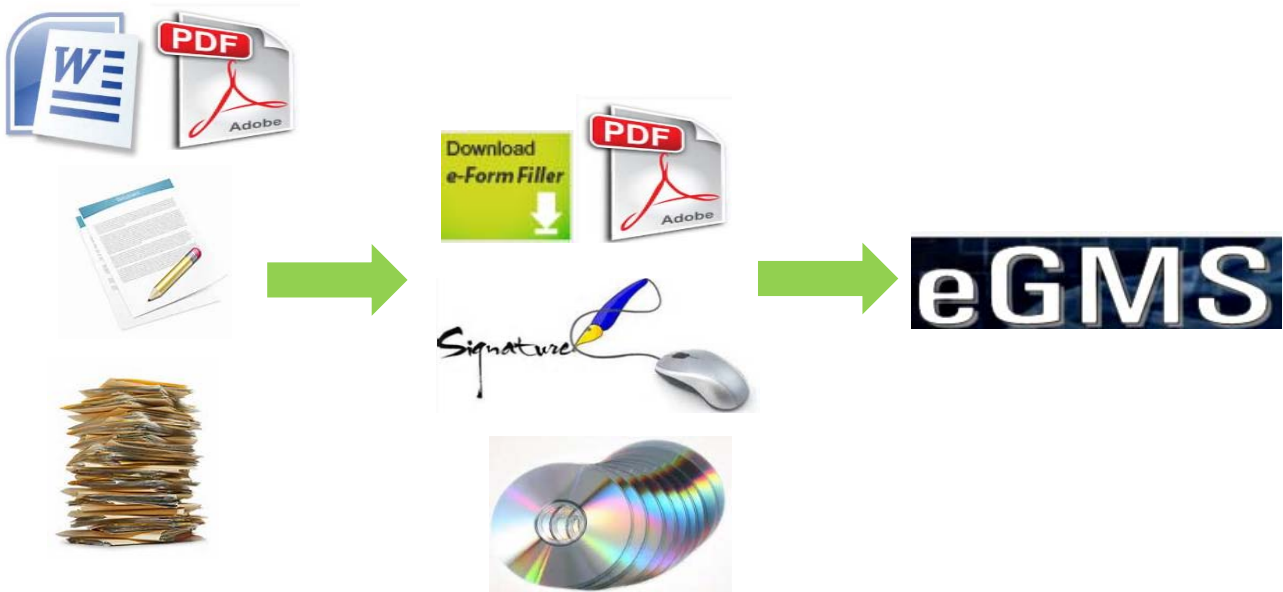 W
PDF
Adobe
Download
e-Form Filler
PDF
Adobe
Signature
eGMS